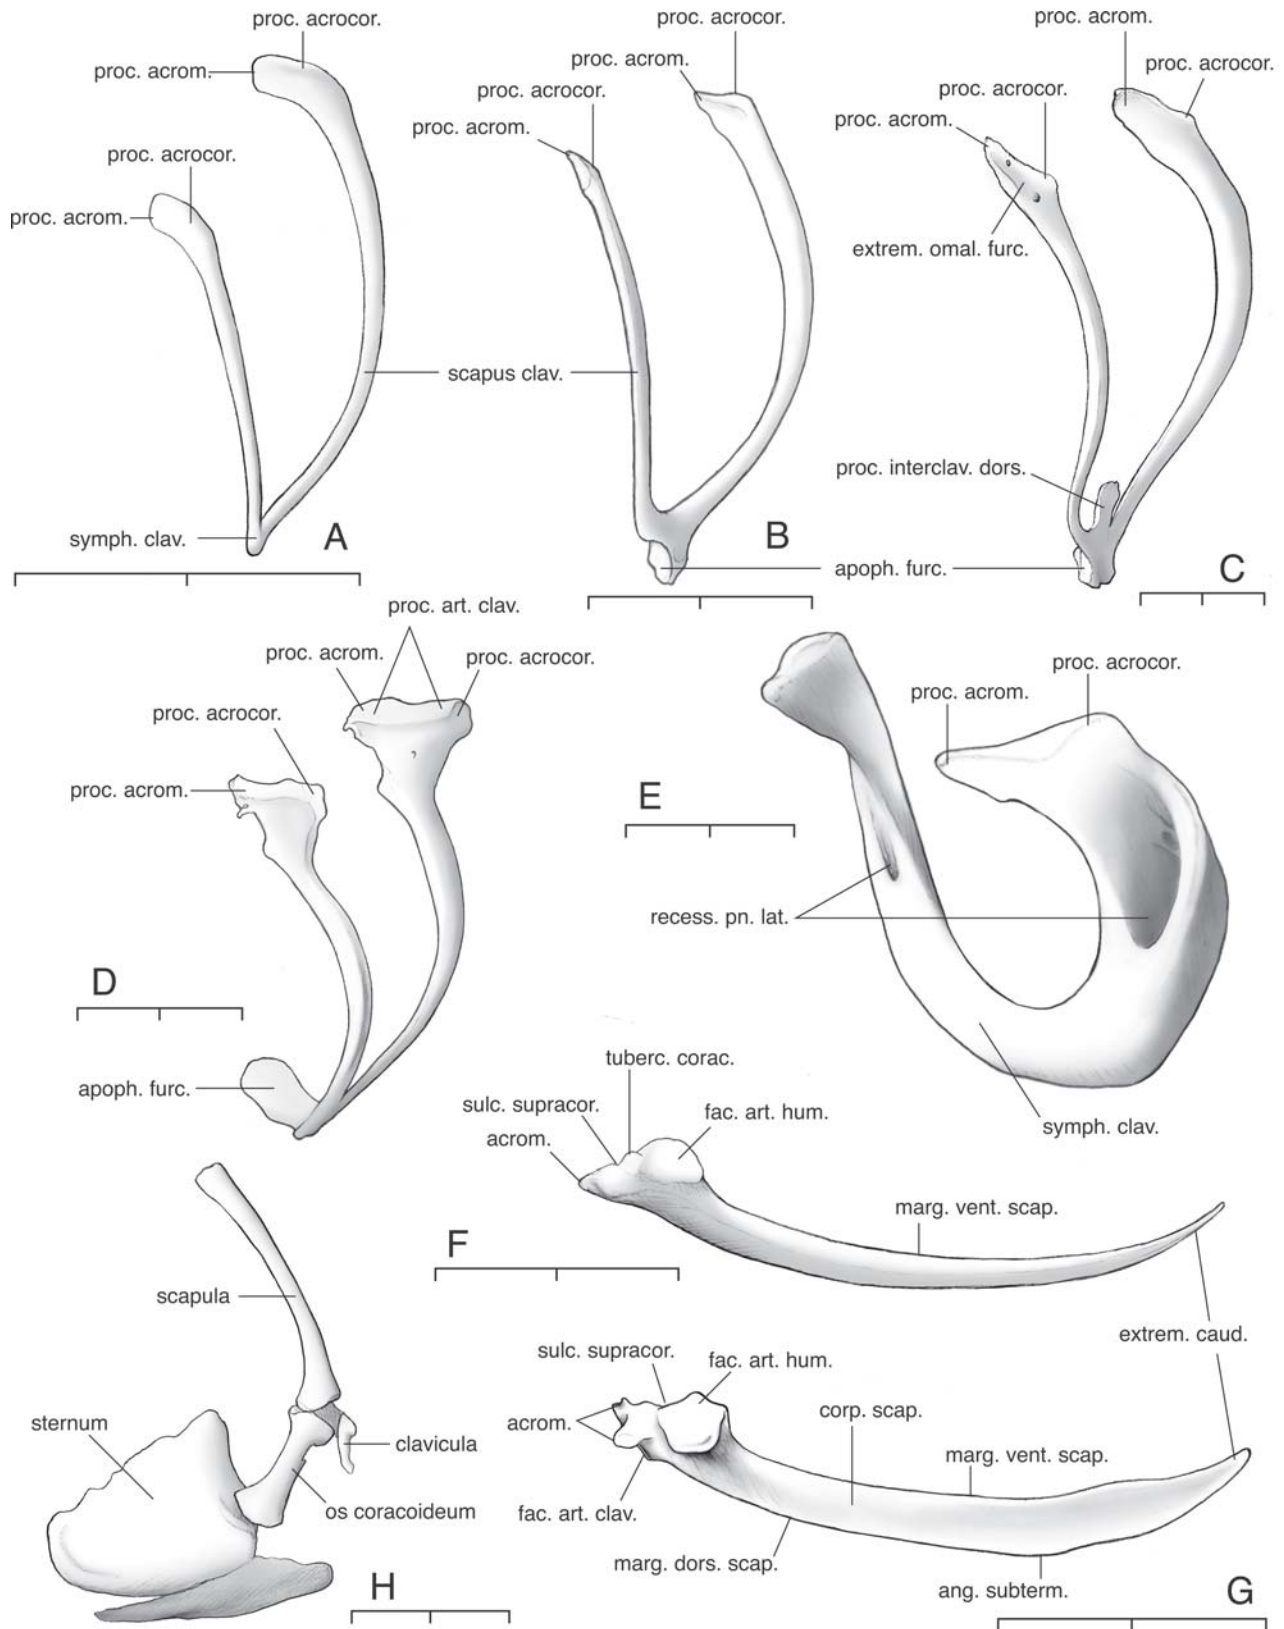 proc. acrocor.
proc. acrom.
proc. acrocor.
proc. acrom.
symph. clav.
A
scapus clav.
proc. acrocor.
proc. acrom.
proc. acrocor.
proc. acrom.
B
apoph. furc.
proc. acrom.
proc. acrocor.
proc. acrocor.
proc. acrom.
extrem. omal. furc.
proc. interclav. dors.
C
proc. art. clav.
proc. acrom.
proc. acrocor.
proc. acrocor.
proc. acrom.
D
apoph. furc.
proc. acrocor.
proc. acrom.
E
recess. pn. lat.
symph. clav.
tuberc. corac.
sulc. supracor.
fac. art. hum.
acrom.
marg. vent. scap.
F
extrem. caud.
sulc. supracor.
fac. art. hum.
acrom.
corp. scap.
marg. vent. scap.
fac. art. clav.
marg. dors. scap.
ang. subterm.
G
scapula
sternum
clavicula
os coracoideum
H